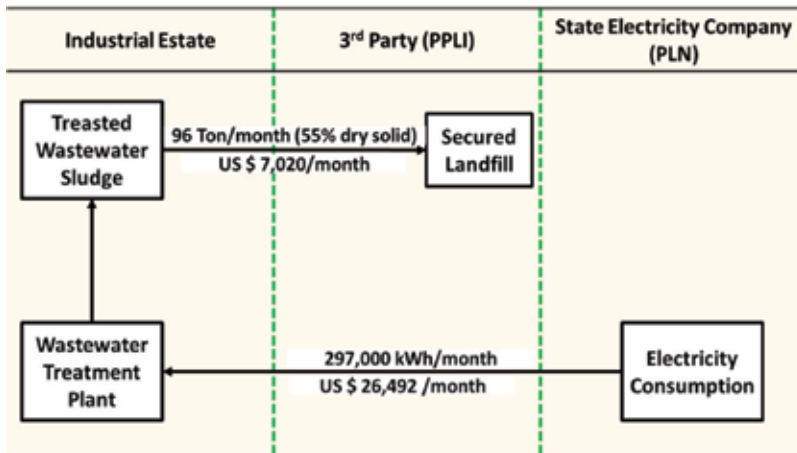 Industrial Estate
3rd Party (PPLI)
State Electricity Company
(PLN)
Treasted
Wastewater
Sludge
96 Ton/month (55% dry solid)
US $ 7,020/month
Secured
Landfill
Wastewater
Treatment
Plant
297,000 kWh/month
US $ 26,492 /month
Electricity
Consumption